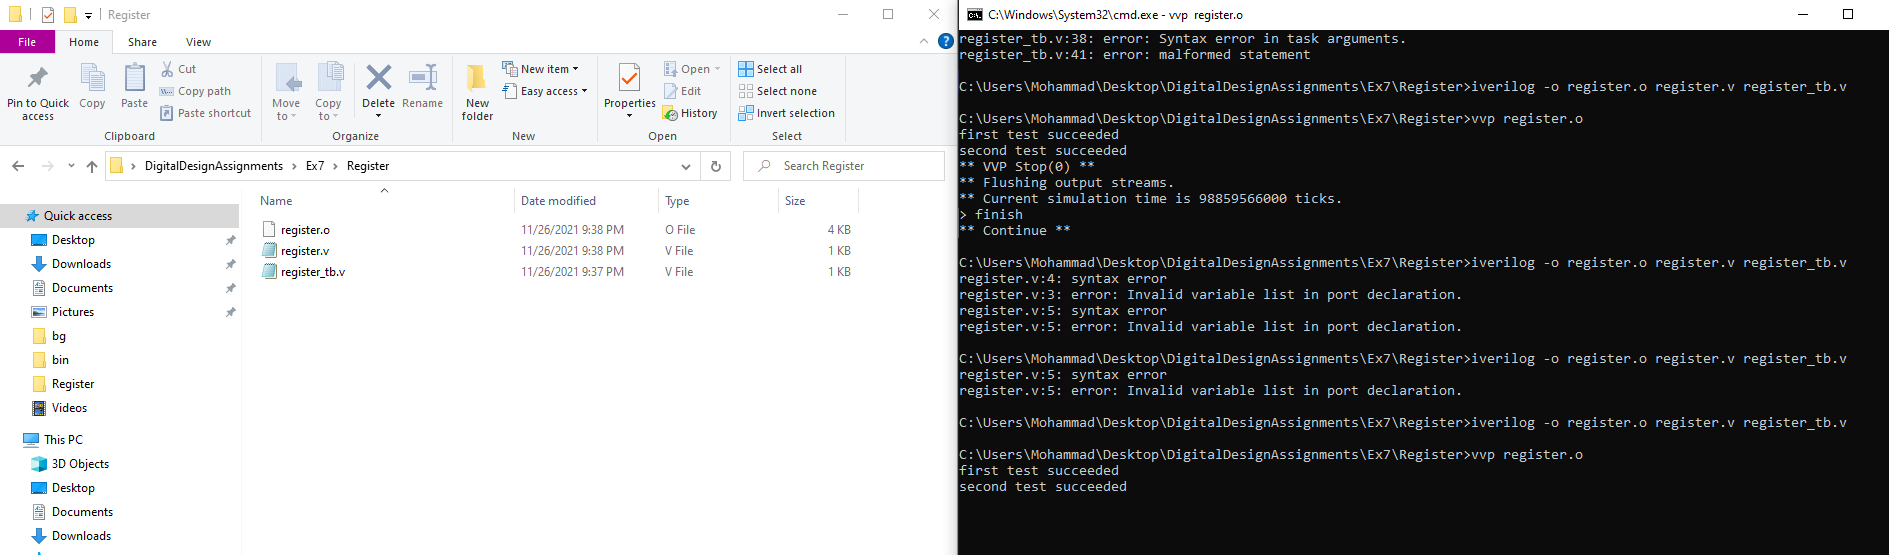 Register
File Home Share View
Pin to Quick access
Copy
Paste
Cut
Copy path
Paste shortcut
Clipboard
Move to
Copy to
Delete
Rename
Organize
New folder
New item
Easy access
New
Properties
Open
Edit
History
Open
Select all
Select none
Invert selection
Select
DigitalDesignAssignments > Ex7 > Register
Search Register
Name Date modified Type Size
register.o 11/26/2021 9:38 PM O File 4 KB
register.v 11/26/2021 9:38 PM V File 1 KB
register_tb.v 11/26/2021 9:37 PM V File 1 KB
Quick access
Desktop
Downloads
Documents
Pictures
bg
bin
Register
Videos
This PC
3D Objects
Desktop
Documents
Downloads
C:\Windows\System32\cmd.exe - vvp register.o
register_tb.v:38: error: Syntax error in task arguments.
register_tb.v:41: error: malformed statement
C:\Users\Mohammad\Desktop\DigitalDesignAssignments\Ex7\Register>iverilog -o register.o register.v register_tb.v
C:\Users\Mohammad\Desktop\DigitalDesignAssignments\Ex7\Register>vvp register.o
first test succeeded
second test succeeded
** VVP Stop(0) **
** Flushing output streams.
** Current simulation time is 98859566000 ticks.
> finish
** Continue **
C:\Users\Mohammad\Desktop\DigitalDesignAssignments\Ex7\Register>iverilog -o register.o register.v register_tb.v
register.v:4: syntax error
register.v:3: error: Invalid variable list in port declaration.
register.v:5: syntax error
register.v:5: error: Invalid variable list in port declaration.
C:\Users\Mohammad\Desktop\DigitalDesignAssignments\Ex7\Register>iverilog -o register.o register.v register_tb.v
register.v:5: syntax error
register.v:5: error: Invalid variable list in port declaration.
C:\Users\Mohammad\Desktop\DigitalDesignAssignments\Ex7\Register>iverilog -o register.o register.v register_tb.v
C:\Users\Mohammad\Desktop\DigitalDesignAssignments\Ex7\Register>vvp register.o
first test succeeded
second test succeeded